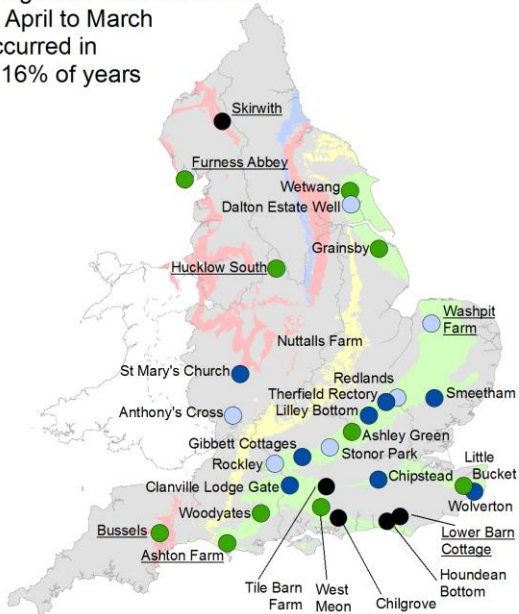 April to March
ccurred in
16% of years
Skirwith
Furness Abbey
Wetwang
Dalton Estate Well
Grainsby
Hucklow South
Washpit
Farm
Nuttalls Farm
Redlands
St Mary's Church
Therfield Rectory
Smeetham
Lilley Bottom
Anthony's Cross
Ashley Green
Gibbett Cottages
Stonor Park
Little
Bucket
Rockley
Chipstead
Clanville Lodge Gate
Wolverton
Woodyates
Bussels
Lower Barn
Cottage
Ashton Farm
Houndean
Bottom
Tile Barn
Farm
West
Meon
Chilgrove